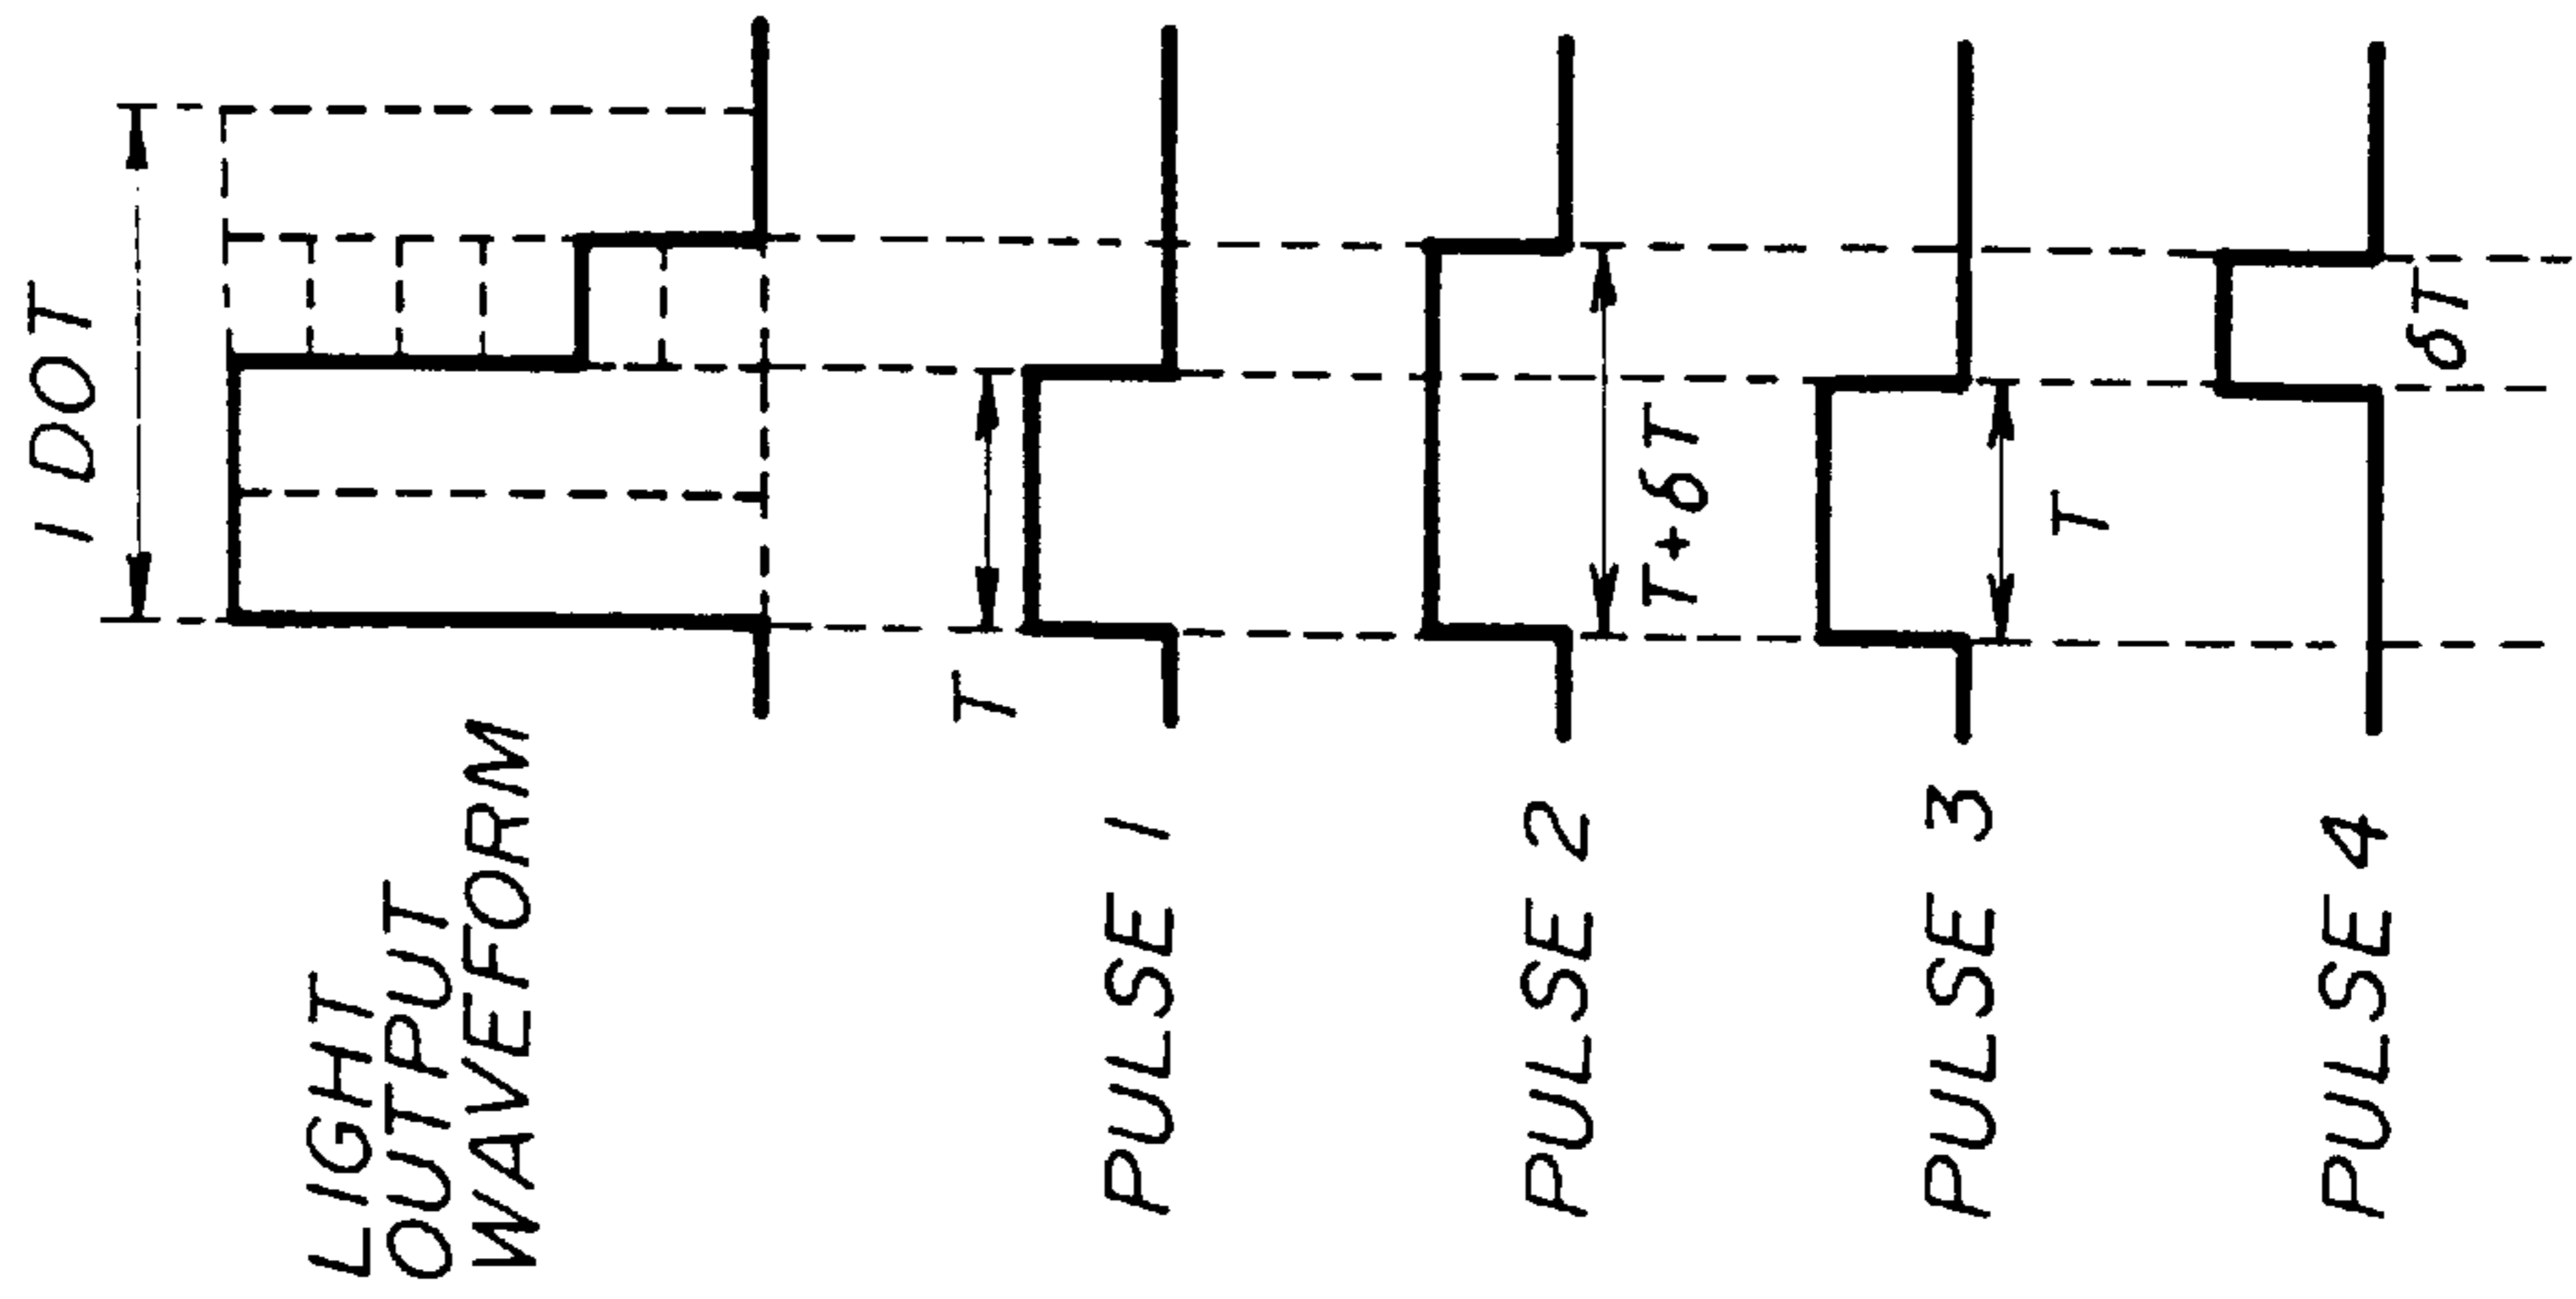 1 DOT
LIGHT
OUTPUT
WAVEFORM
T
PULSE 1
PULSE 2
T+δT
PULSE 3
T
PULSE 4
δT